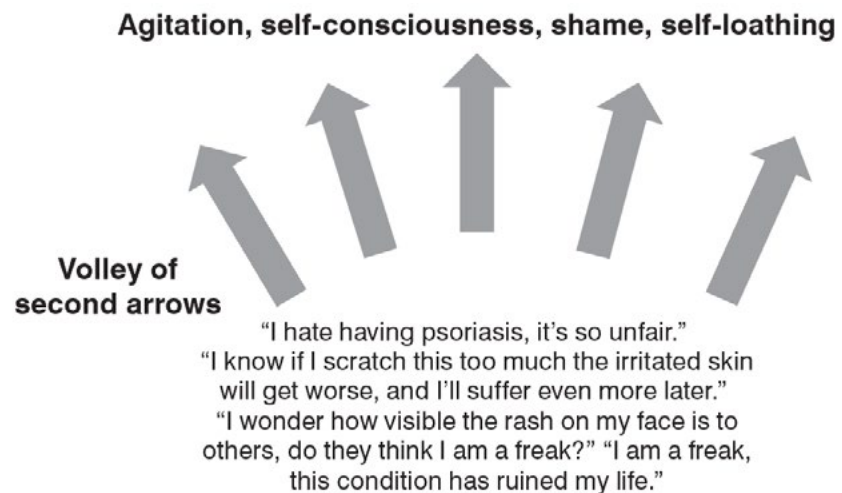 Agitation, self-consciousness, shame, self-loathing
Volley of
second arrows
“I hate having psoriasis, it’s so unfair.”
“I know if I scratch this too much the irritated skin
will get worse, and I’ll suffer even more later.”
“I wonder how visible the rash on my face is to
others, do they think I am a freak?” “I am a freak,
this condition has ruined my life.”